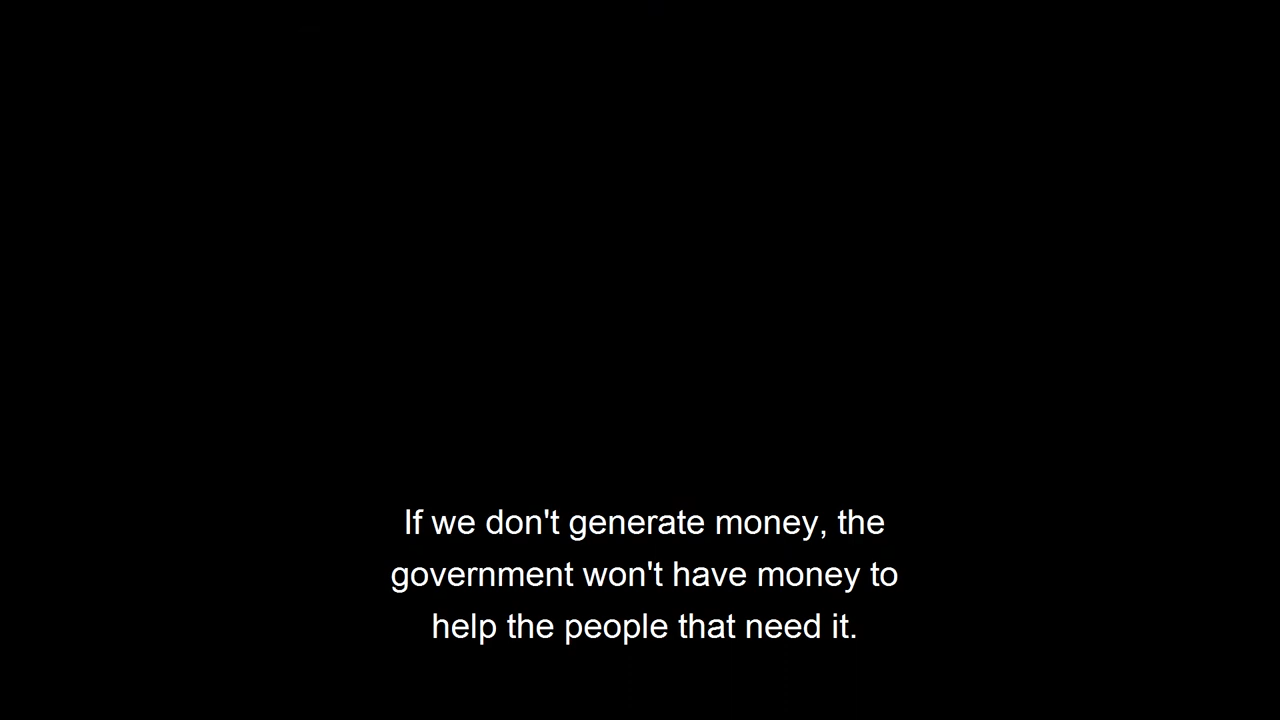 If we don't generate money, the
government won't have money to
help the people that need it.